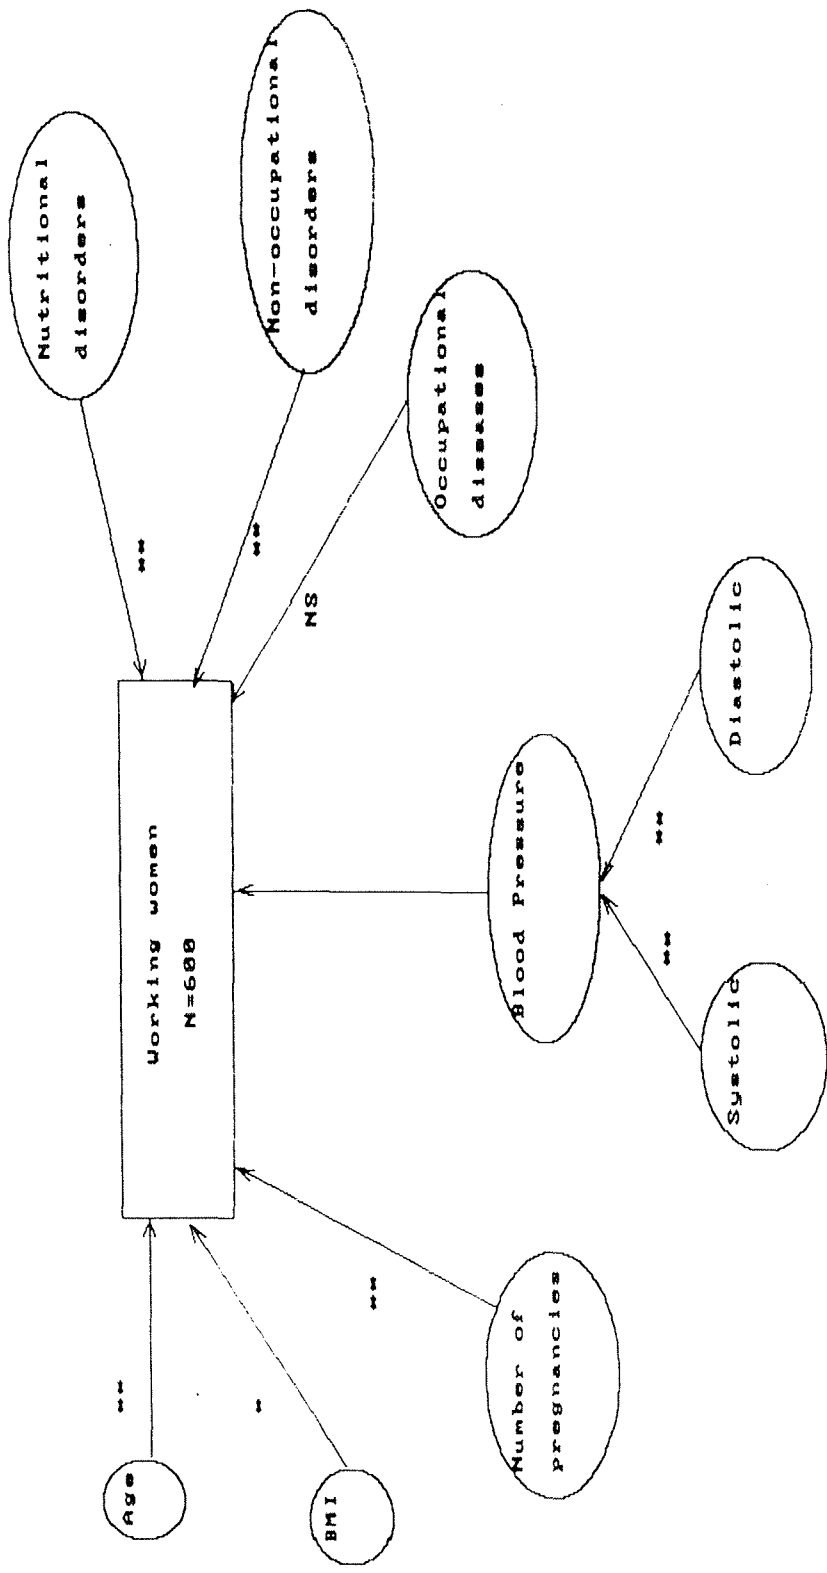 Age
**
BMI
*
Number of
pregnancies
**
Working women
N=600
Blood Pressure
Systolic
**
Diastolic
**
Nutritional
disorders
**
Non-occupational
disorders
**
Occupational
diseases
NS